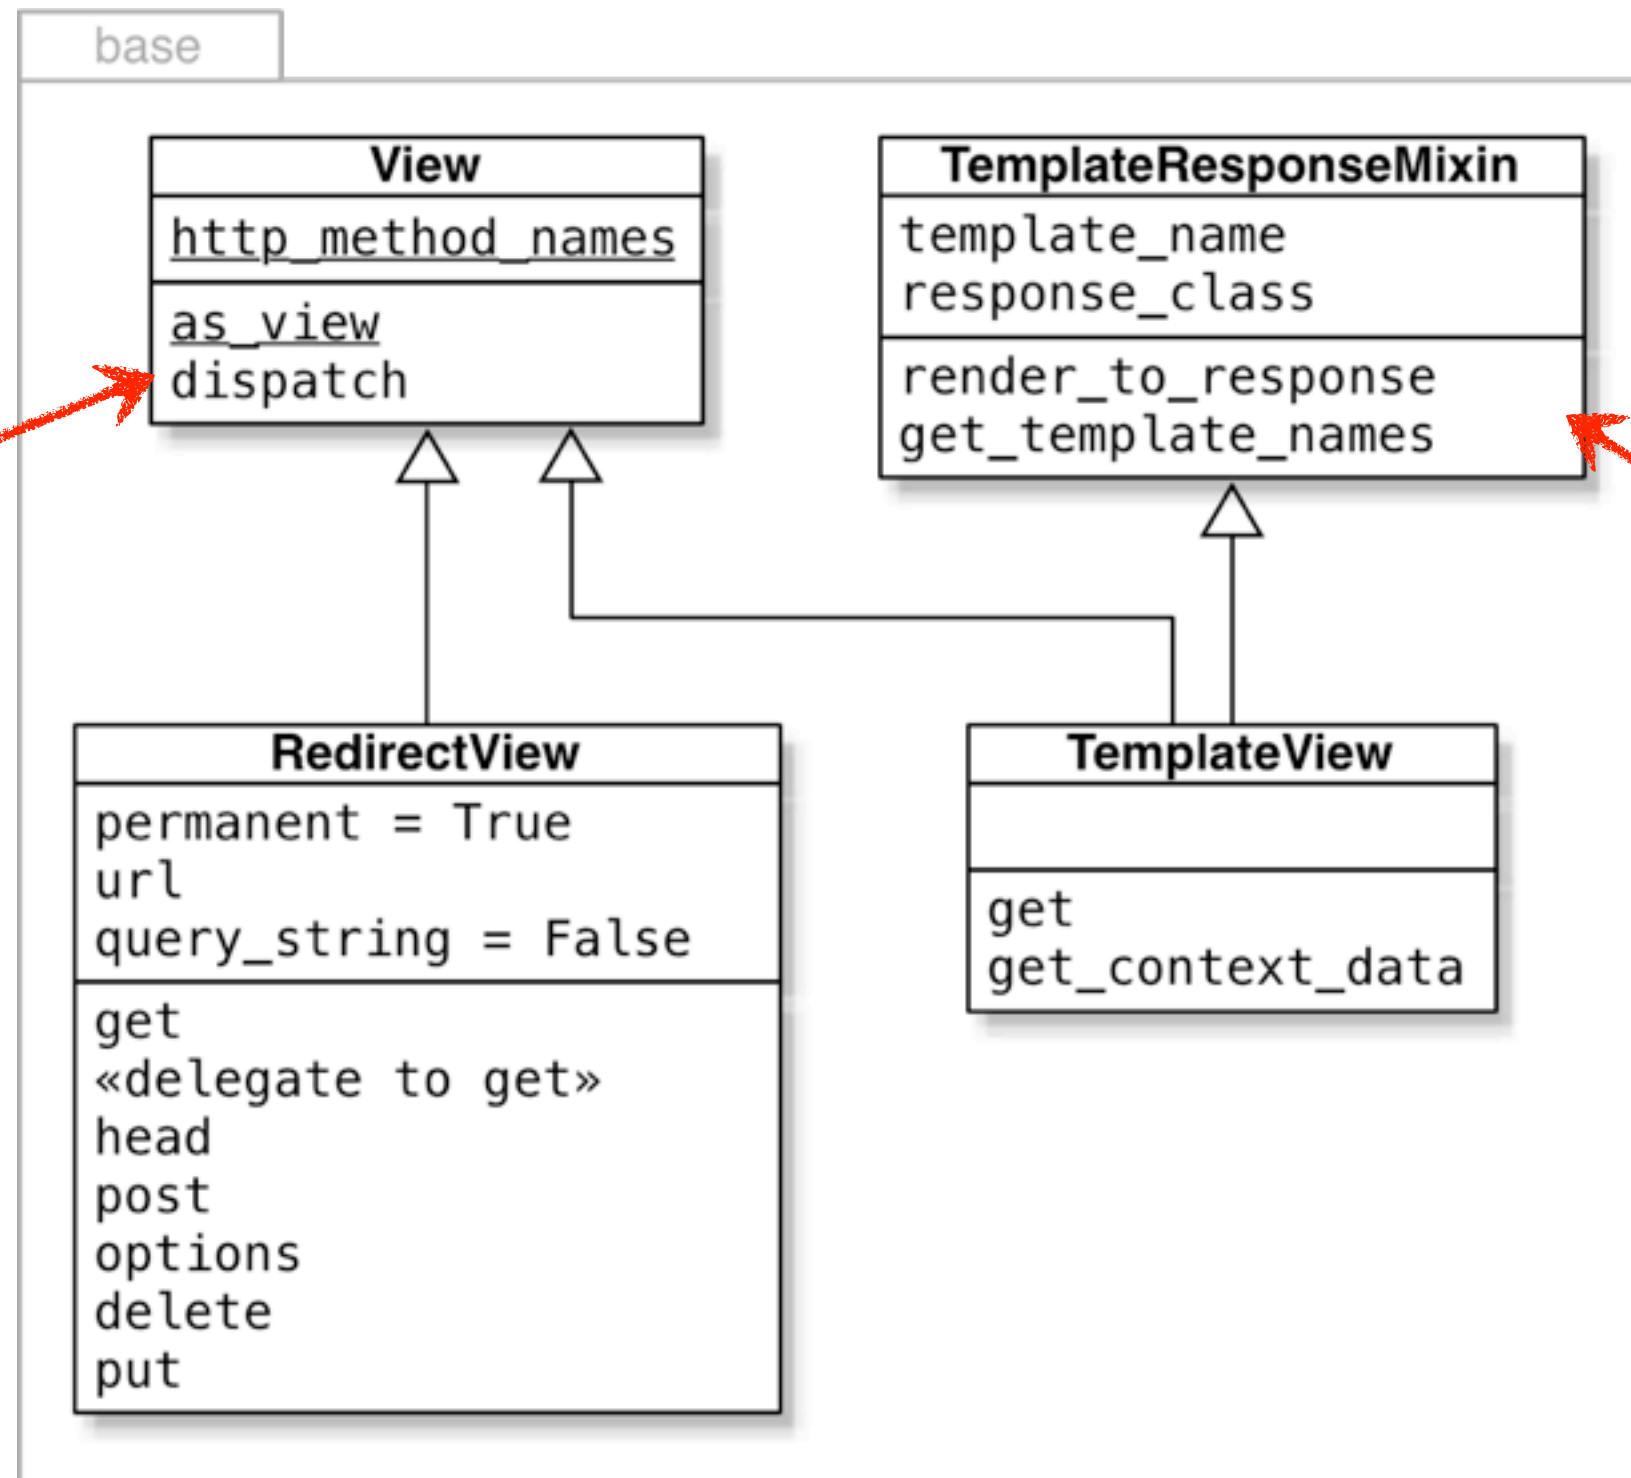 base
View
http_method_names
as_view
dispatch
TemplateResponseMixin
template_name
response_class
render_to_response
get_template_names
RedirectView
permanent = True
url
query_string = False
get
«delegate to get»
head
post
options
delete
put
TemplateView
get
get_context_data